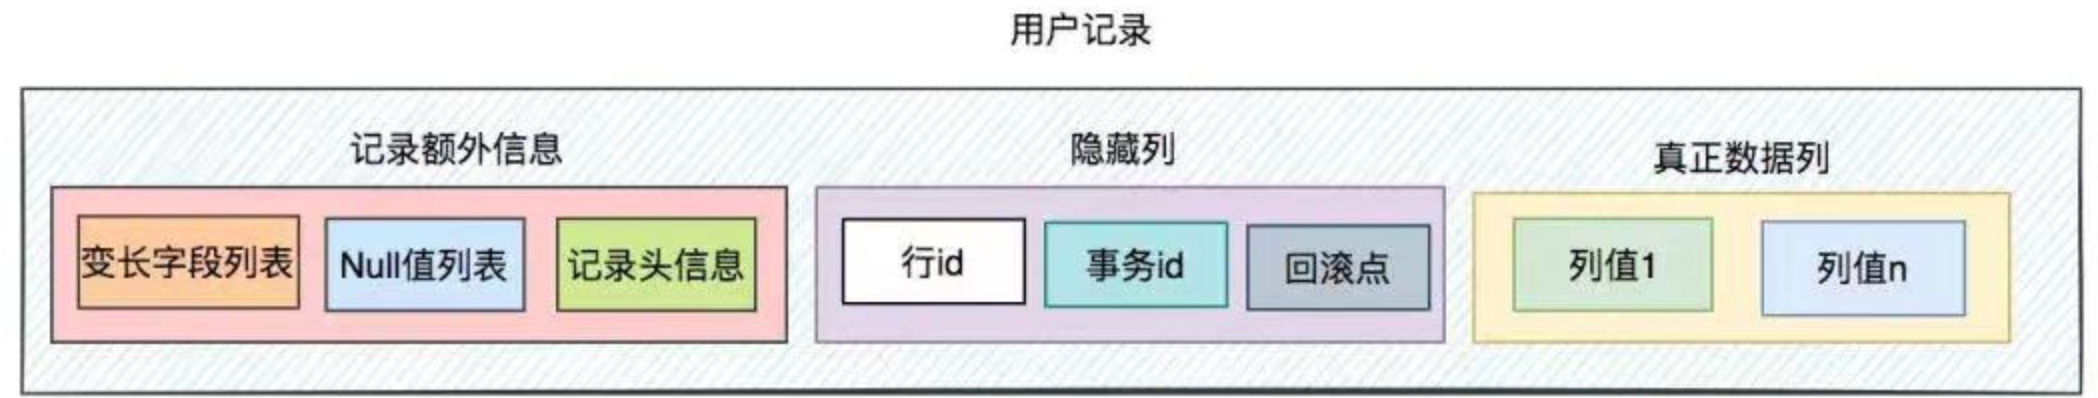 用户记录
记录额外信息
隐藏列
真正数据列
变长字段列表
Null值列表
记录头信息
行id
事务id
回滚点
列值1
列值n